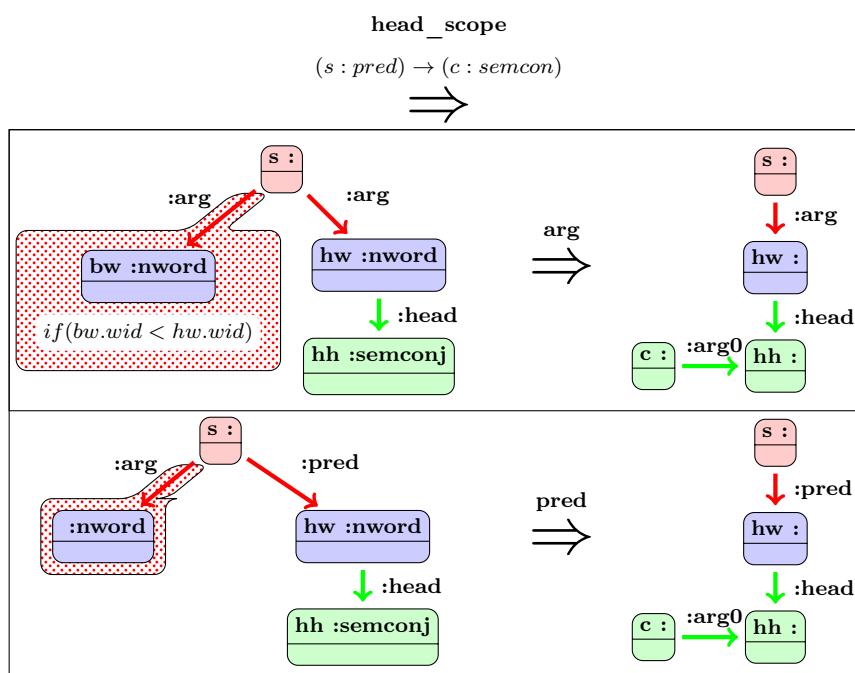 head_scope
(s : pred) → (c : semcon)
⇒
s :
:arg
:arg
bw :nword
hw :nword
if(bw.wid < hw.wid)
:head
hh :semconj
arg
⇒
s :
:arg
hw :
:head
c :
:arg0
hh :
s :
:arg
:pred
:nword
hw :nword
:head
hh :semconj
pred
⇒
s :
:pred
hw :
:head
c :
:arg0
hh :